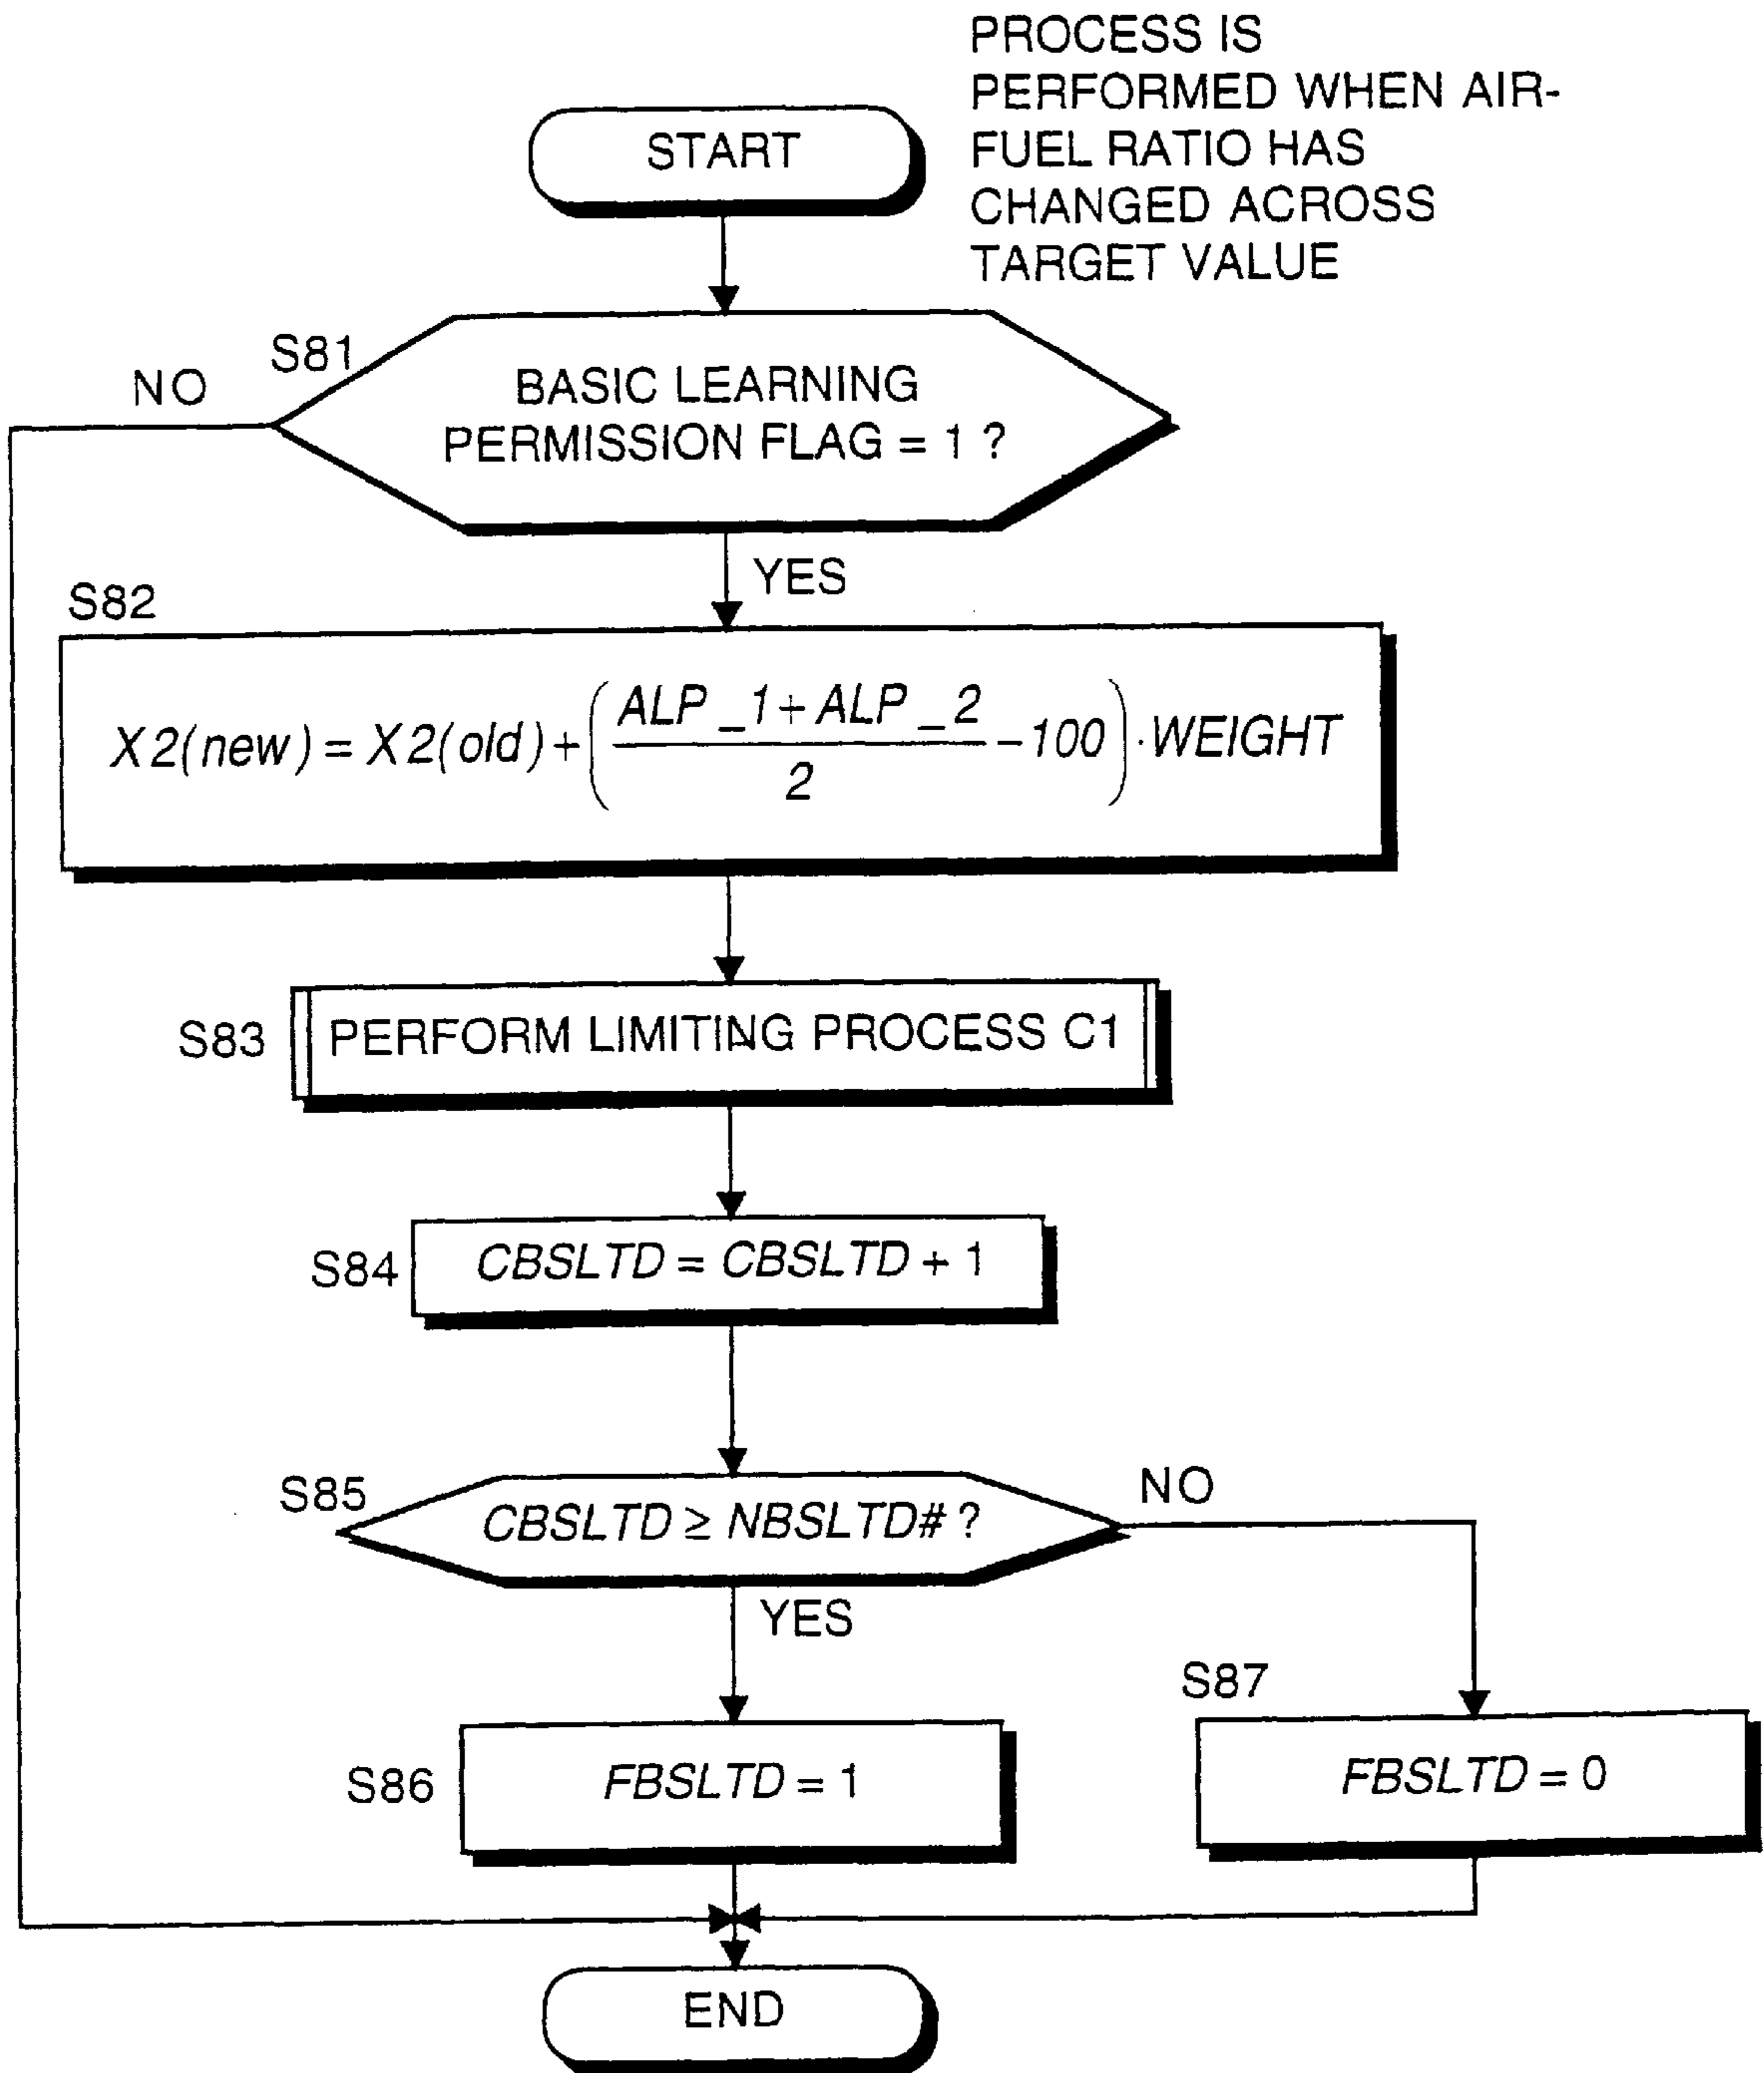 PROCESS IS
PERFORMED WHEN AIR-
FUEL RATIO HAS
CHANGED ACROSS
TARGET VALUE
START
S81
NO
BASIC LEARNING
PERMISSION FLAG = 1 ?
YES
S82
X2(new) = X2(old) + ( (ALP_1 + ALP_2) / 2 - 100 ) · WEIGHT
S83
PERFORM LIMITING PROCESS C1
S84
CBSLTD = CBSLTD + 1
S85
CBSLTD ≥ NBSLTD# ?
NO
YES
S87
S86
FBSLTD = 1
FBSLTD = 0
END